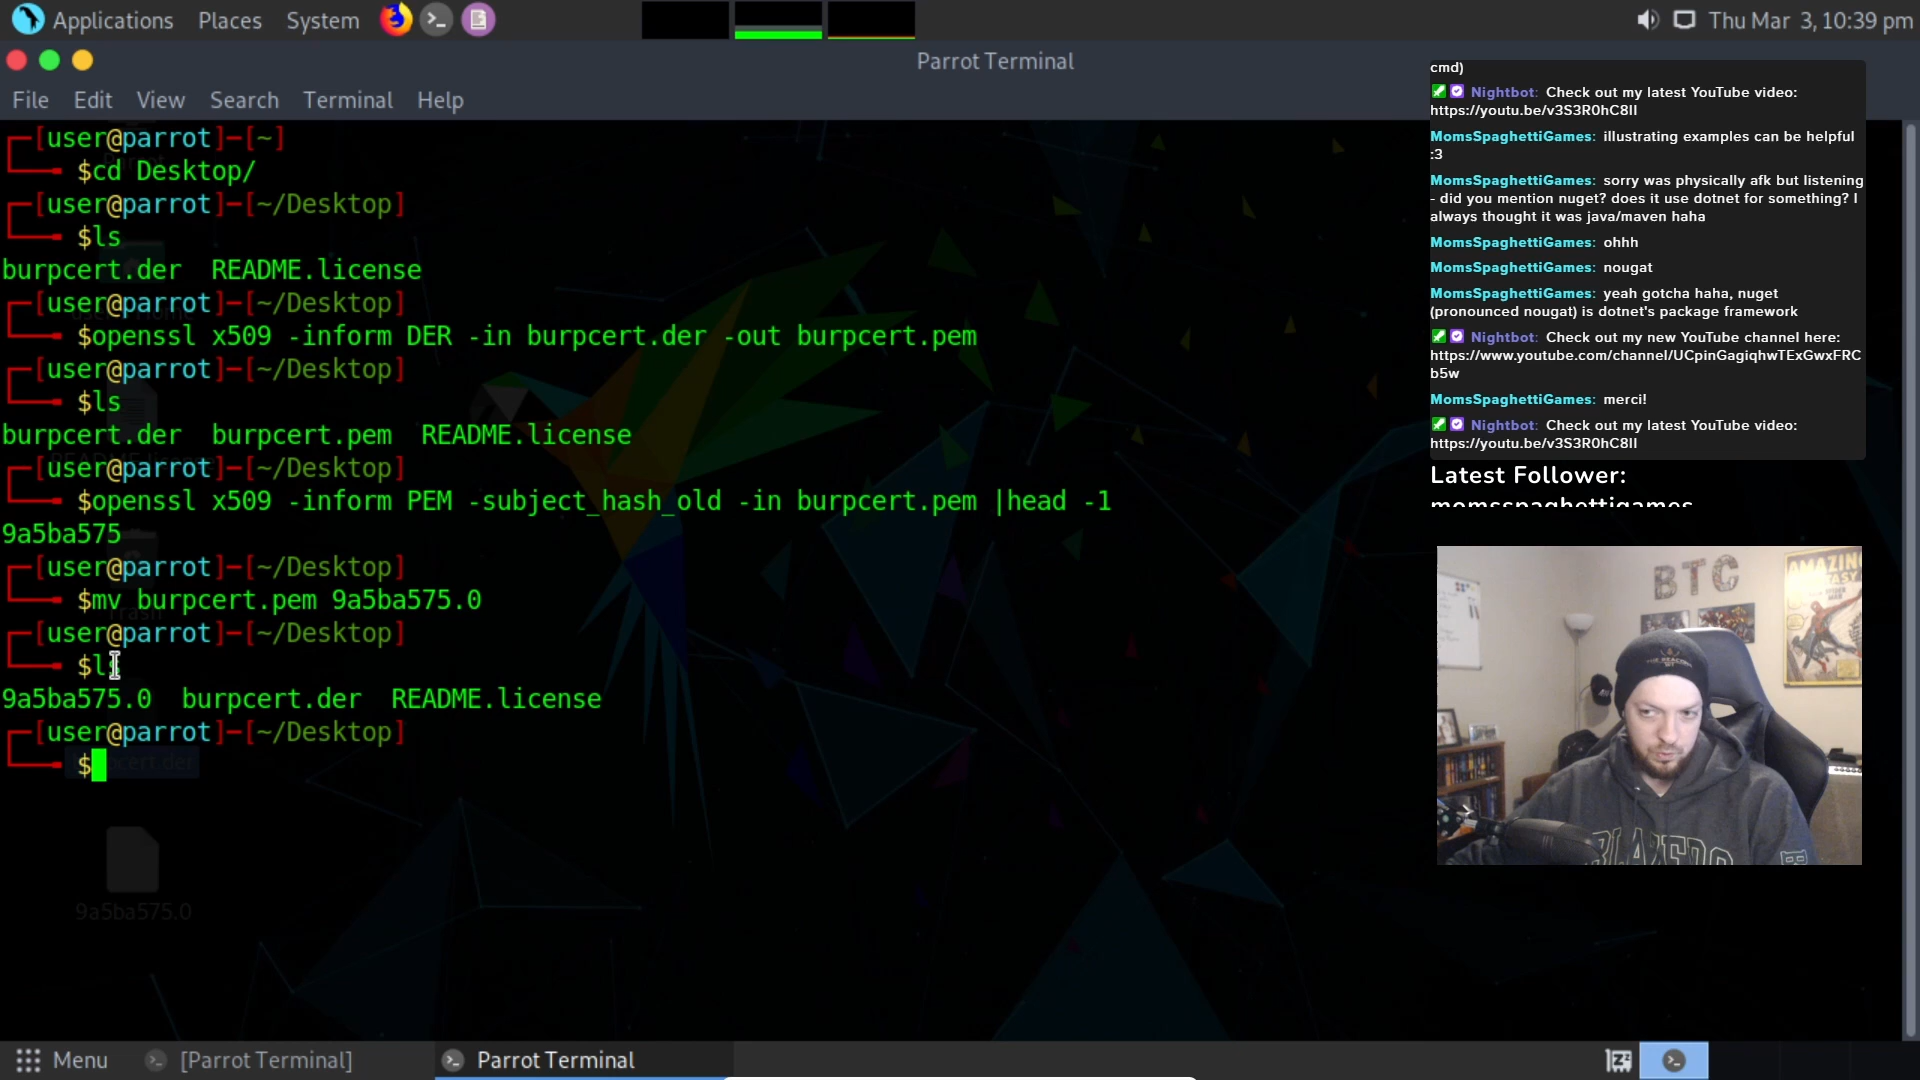 Applications Places System
Thu Mar 3, 10:39 pm
Parrot Terminal
File Edit View Search Terminal Help
[user@parrot]-[~]
$cd Desktop/
[user@parrot]-[~/Desktop]
$ls
burpcert.der README.license
[user@parrot]-[~/Desktop]
$openssl x509 -inform DER -in burpcert.der -out burpcert.pem
[user@parrot]-[~/Desktop]
$ls
burpcert.der burpcert.pem README.license
[user@parrot]-[~/Desktop]
$openssl x509 -inform PEM -subject_hash_old -in burpcert.pem |head -1
9a5ba575
[user@parrot]-[~/Desktop]
$mv burpcert.pem 9a5ba575.0
[user@parrot]-[~/Desktop]
$ls
9a5ba575.0 burpcert.der README.license
[user@parrot]-[~/Desktop]
$
9a5ba575.0
cmd)
Nightbot: Check out my latest YouTube video:
https://youtu.be/v3S3R0hC8lI
MomsSpaghettiGames: illustrating examples can be helpful
:3
MomsSpaghettiGames: sorry was physically afk but listening
- did you mention nuget? does it use dotnet for something? I
always thought it was java/maven haha
MomsSpaghettiGames: ohhh
MomsSpaghettiGames: nougat
MomsSpaghettiGames: yeah gotcha haha, nuget
(pronounced nougat) is dotnet's package framework
Nightbot: Check out my new YouTube channel here:
https://www.youtube.com/channel/UCpinGagiqhwTExGwxFRC
b5w
MomsSpaghettiGames: merci!
Nightbot: Check out my latest YouTube video:
https://youtu.be/v3S3R0hC8lI
Latest Follower:
momsspaghettigames
BTC
AMAZING
FANTASY
BLAZERS
Menu [Parrot Terminal] Parrot Terminal